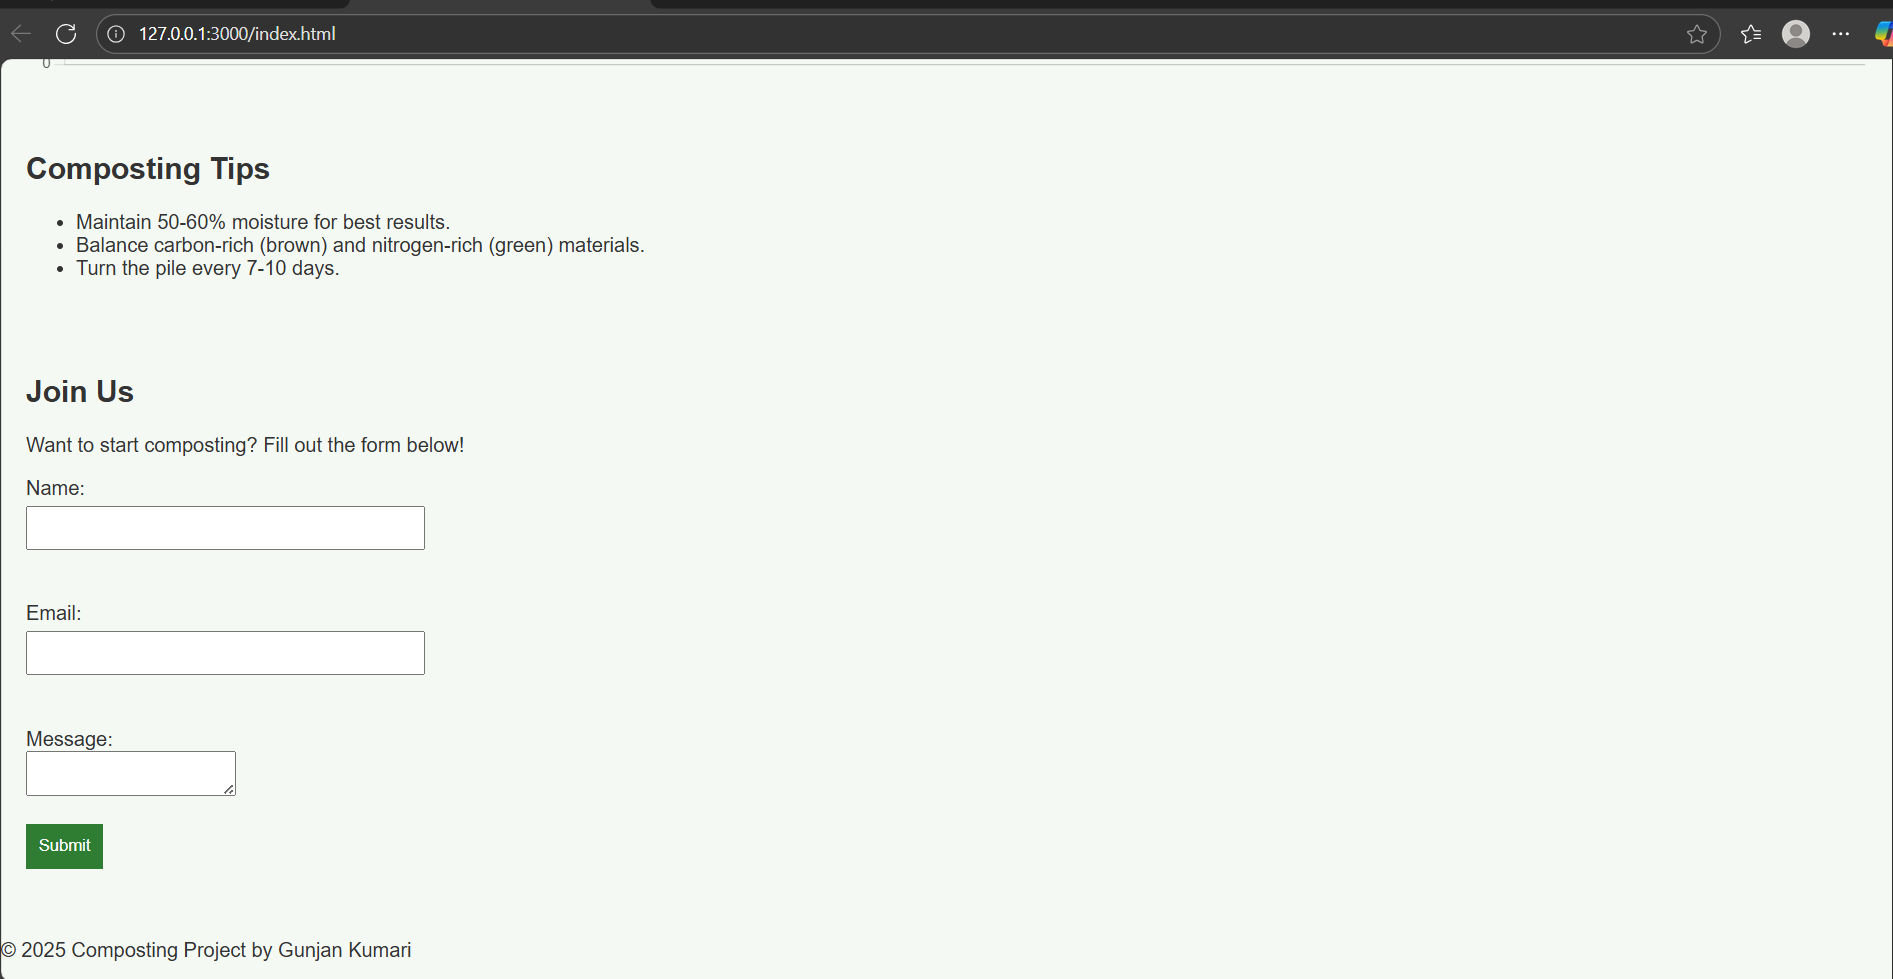 127.0.0.1:3000/index.html
0
Composting Tips
• Maintain 50-60% moisture for best results.
• Balance carbon-rich (brown) and nitrogen-rich (green) materials.
• Turn the pile every 7-10 days.
Join Us
Want to start composting? Fill out the form below!
Name:
Email:
Message:
Submit
© 2025 Composting Project by Gunjan Kumari